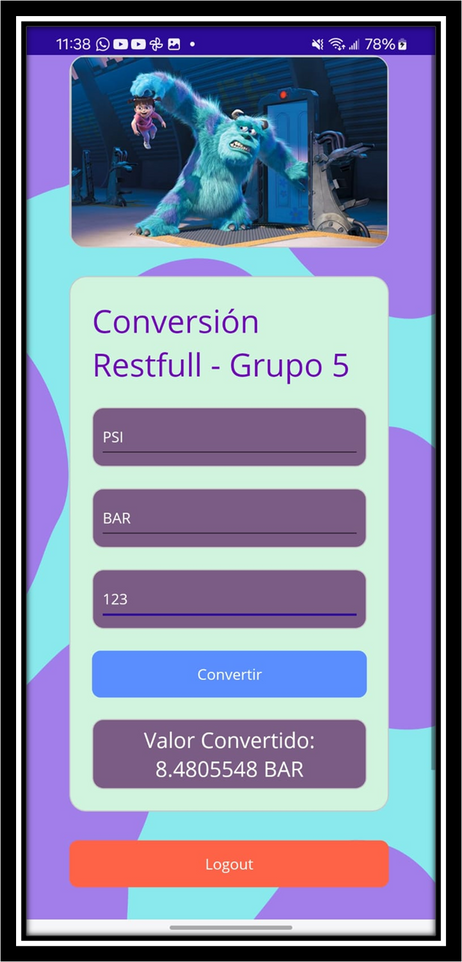 11:38
78%
Conversión
Restfull - Grupo 5
PSI
BAR
123
Convertir
Valor Convertido:
8.4805548 BAR
Logout